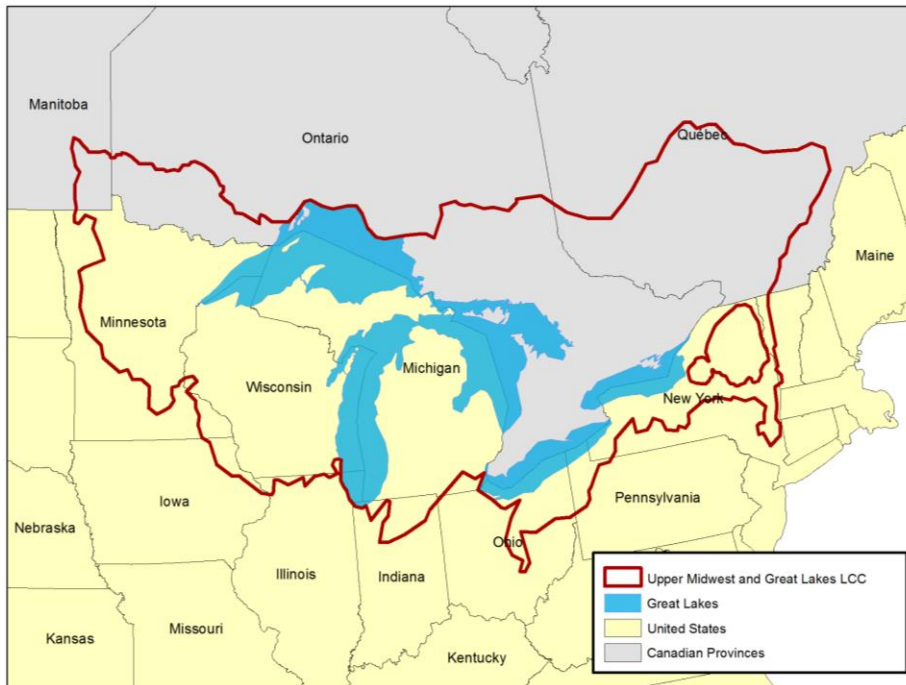 Manitoba
Ontario
Québec
Maine
Minnesota
Wisconsin
Michigan
New York
Iowa
Nebraska
Pennsylvania
Ohio
Illinois
Indiana
Kansas
Missouri
Kentucky
Upper Midwest and Great Lakes LCC
Great Lakes
United States
Canadian Provinces